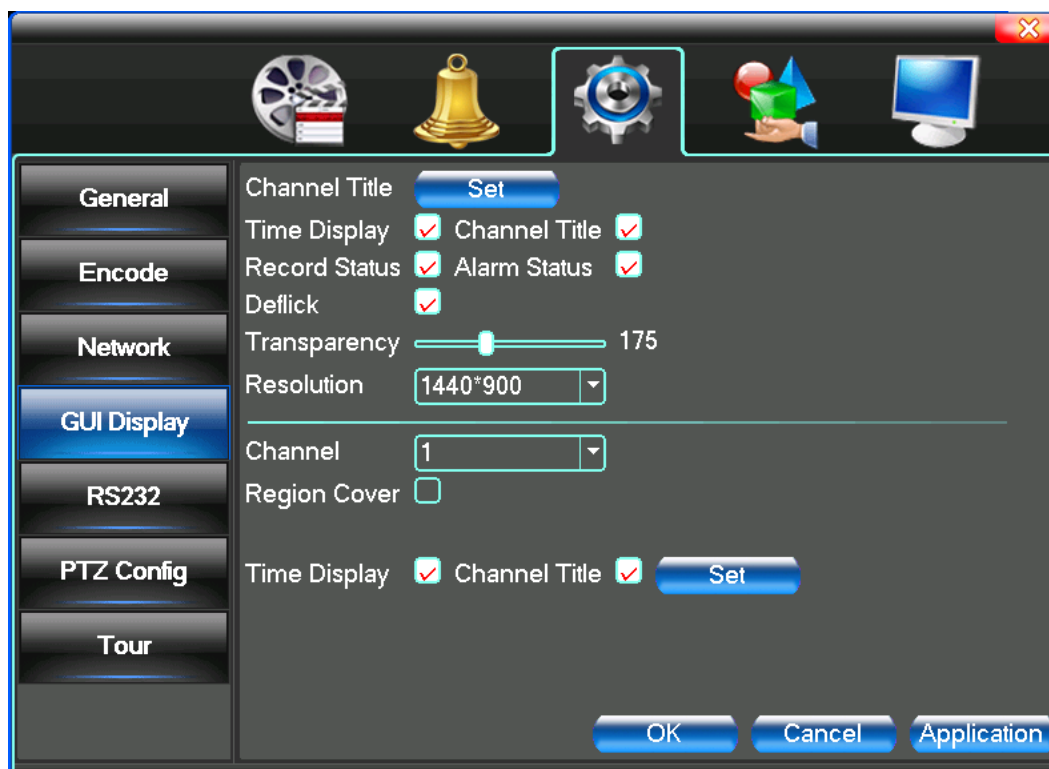 General
Encode
Network
GUI Display
RS232
PTZ Config
Tour
Channel Title Set
Time Display Channel Title
Record Status Alarm Status
Deflick
Transparency 175
Resolution 1440*900
Channel 1
Region Cover
Time Display Channel Title Set
OK Cancel Application